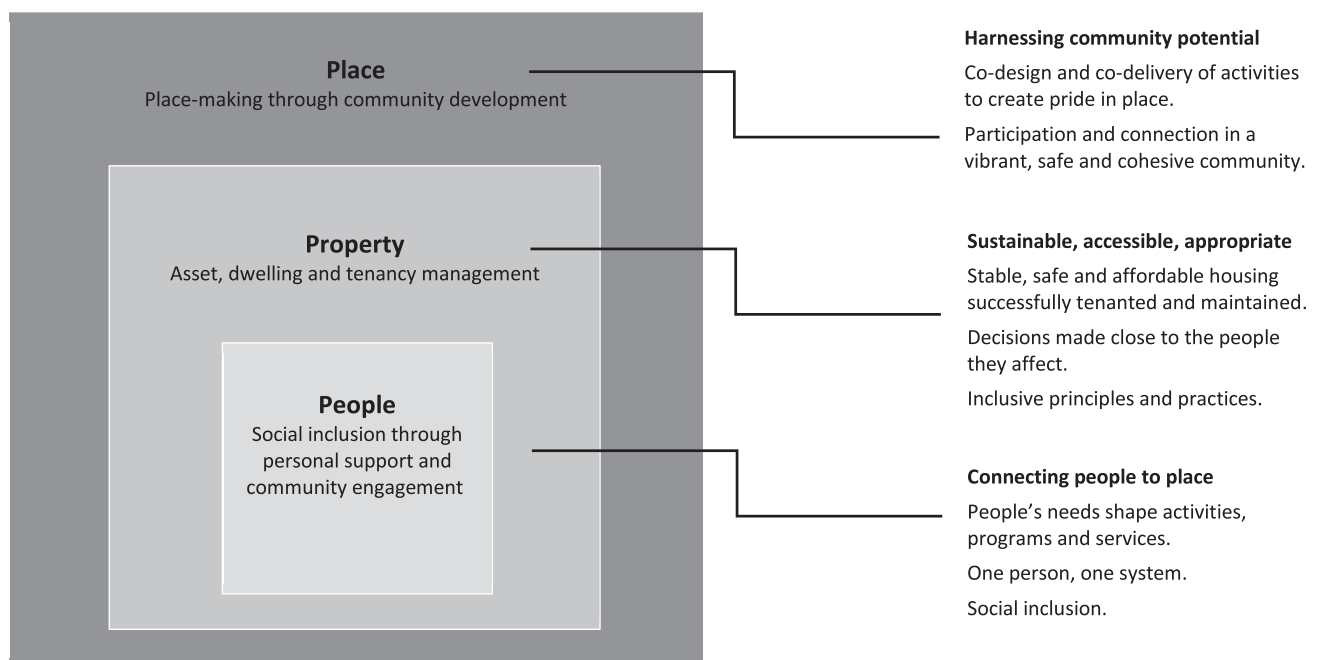 Place
Place-making through community development
Harnessing community potential
Co-design and co-delivery of activities
to create pride in place.
Participation and connection in a
vibrant, safe and cohesive community.
Property
Asset, dwelling and tenancy management
Sustainable, accessible, appropriate
Stable, safe and affordable housing
successfully tenanted and maintained.
Decisions made close to the people
they affect.
Inclusive principles and practices.
People
Social inclusion through
personal support and
community engagement
Connecting people to place
People’s needs shape activities,
programs and services.
One person, one system.
Social inclusion.